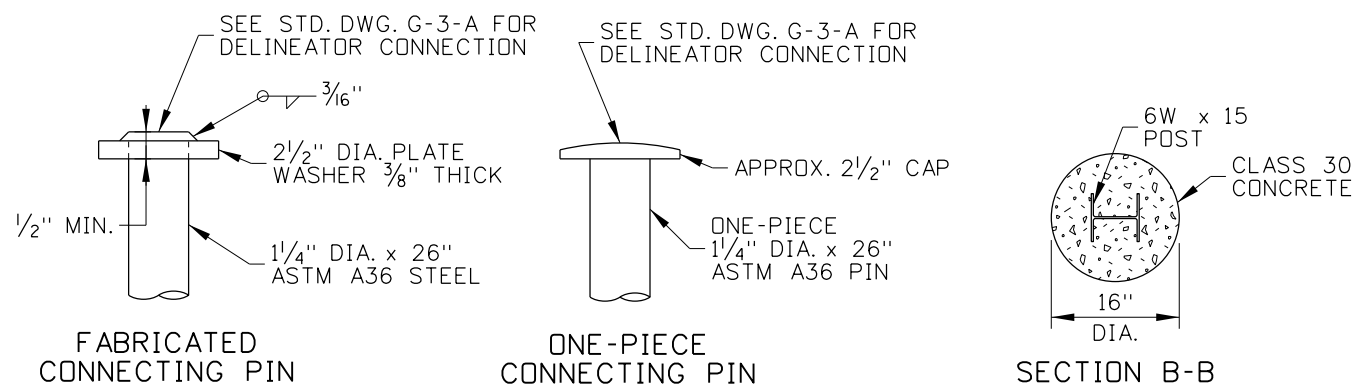 SEE STD. DWG. G-3-A FOR
DELINEATOR CONNECTION
3/16"
2 1/2" DIA. PLATE
WASHER 3/8" THICK
1/2" MIN.
1 1/4" DIA. x 26"
ASTM A36 STEEL
FABRICATED
CONNECTING PIN
SEE STD. DWG. G-3-A FOR
DELINEATOR CONNECTION
APPROX. 2 1/2" CAP
ONE-PIECE
1 1/4" DIA. x 26"
ASTM A36 PIN
ONE-PIECE
CONNECTING PIN
6W x 15
POST
CLASS 30
CONCRETE
16"
DIA.
SECTION B-B